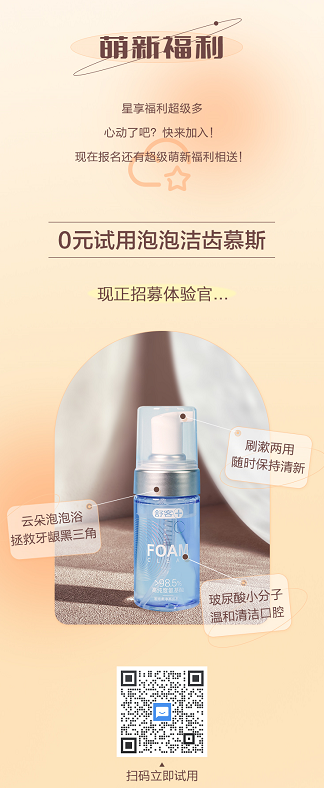 萌新福利
星享福利超级多
心动了吧？快来加入！
现在报名还有超级萌新福利相送！
0元试用泡泡洁齿慕斯
现正招募体验官...
刷漱两用
随时保持清新
云朵泡泡浴
拯救牙龈黑三角
舒客+
FOAM
玻尿酸小分子
温和清洁口腔
扫码立即试用